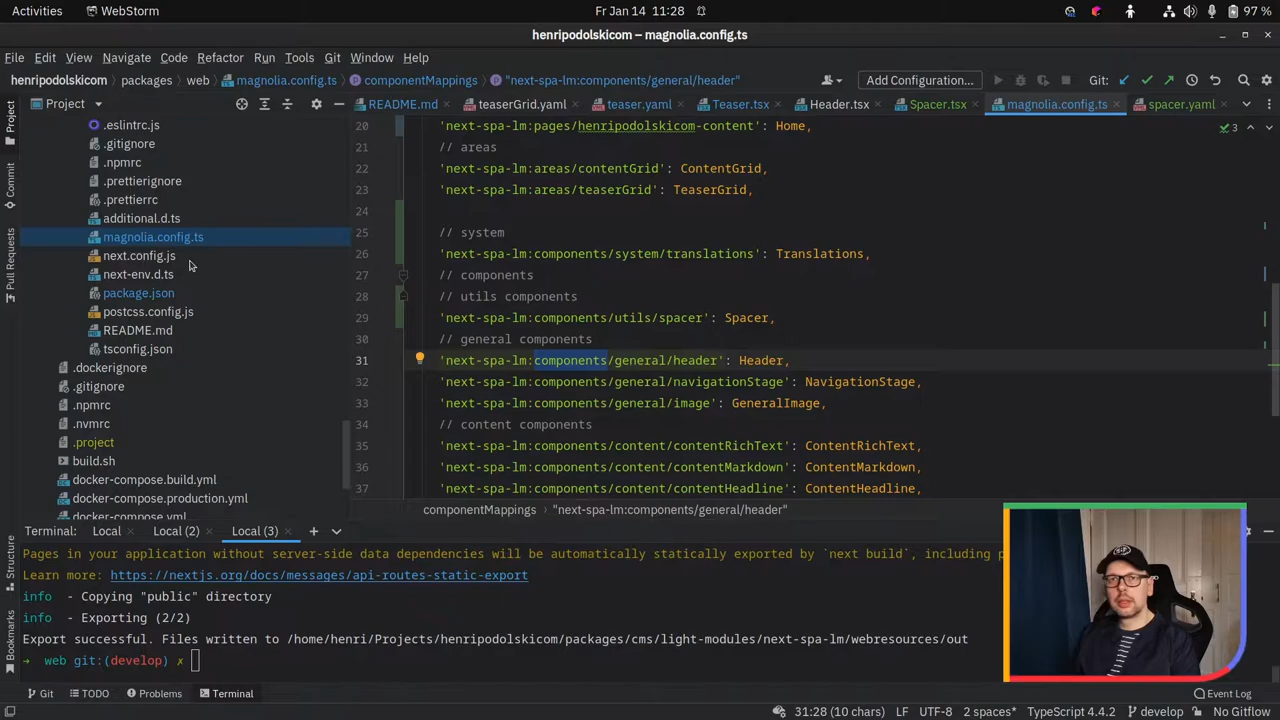 Activities WebStorm Fr Jan 14 11:28 97 %
henripodolskicom – magnolia.config.ts
File Edit View Navigate Code Refactor Run Tools Git Window Help
henripodolskicom packages web magnolia.config.ts componentMappings "next-spa-lm:components/general/header" Add Configuration... Git:
Project README.md teaserGrid.yaml teaser.yaml Teaser.tsx Header.tsx Spacer.tsx magnolia.config.ts spacer.yaml
Project
Commit
Pull Requests
Structure
Bookmarks
.eslintrc.js
.gitignore
.npmrc
.prettierignore
.prettierrc
additional.d.ts
magnolia.config.ts
next.config.js
next-env.d.ts
package.json
postcss.config.js
README.md
tsconfig.json
.dockerignore
.gitignore
.npmrc
.nvmrc
.project
build.sh
docker-compose.build.yml
docker-compose.production.yml
docker-compose.yml
3
20 'next-spa-lm:pages/henripodolskicom-content': Home,
21 // areas
22 'next-spa-lm:areas/contentGrid': ContentGrid,
23 'next-spa-lm:areas/teaserGrid': TeaserGrid,
24
25 // system
26 'next-spa-lm:components/system/translations': Translations,
27 // components
28 // utils components
29 'next-spa-lm:components/utils/spacer': Spacer,
30 // general components
31 'next-spa-lm:components/general/header': Header,
32 'next-spa-lm:components/general/navigationStage': NavigationStage,
33 'next-spa-lm:components/general/image': GeneralImage,
34 // content components
35 'next-spa-lm:components/content/contentRichText': ContentRichText,
36 'next-spa-lm:components/content/contentMarkdown': ContentMarkdown,
37 'next-spa-lm:components/content/contentHeadline': ContentHeadline,
componentMappings "next-spa-lm:components/general/header"
Terminal: Local Local (2) Local (3)
Pages in your application without server-side data dependencies will be automatically statically exported by `next build`, including p
Learn more: https://nextjs.org/docs/messages/api-routes-static-export
info - Copying "public" directory
info - Exporting (2/2)
Export successful. Files written to /home/henri/Projects/henripodolskicom/packages/cms/light-modules/next-spa-lm/webresources/out
→ web git:(develop) ✗
Git TODO Problems Terminal Event Log
31:28 (10 chars) LF UTF-8 2 spaces* TypeScript 4.4.2 develop No Gitflow